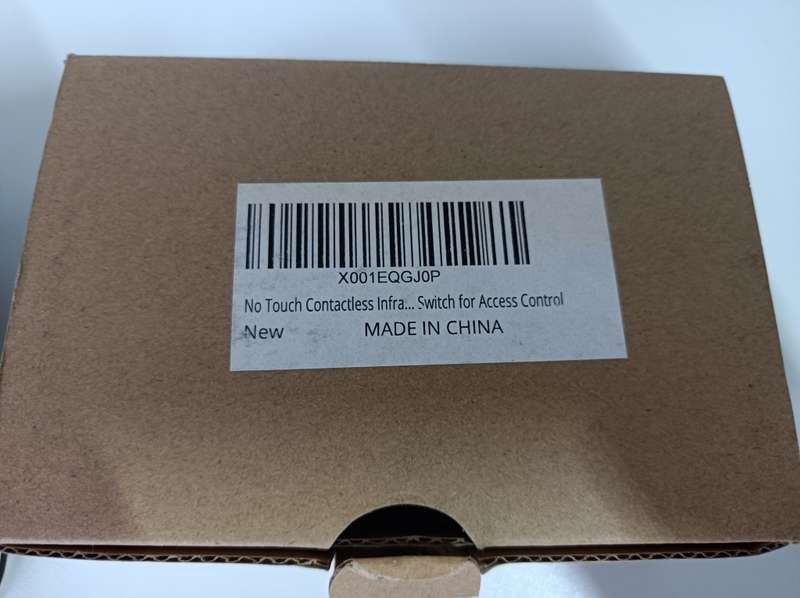 X001EQGJ0P
No Touch Contactless Infra... Switch for Access Control
New MADE IN CHINA